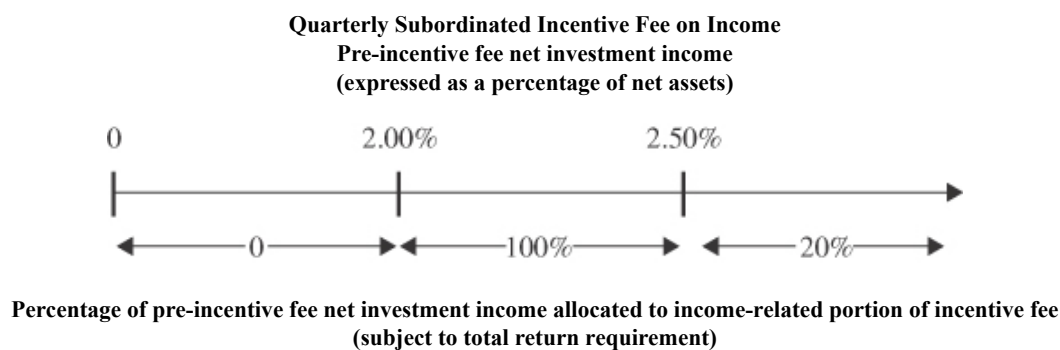 Quarterly Subordinated Incentive Fee on Income
Pre-incentive fee net investment income
(expressed as a percentage of net assets)
0 2.00% 2.50%
0 100% 20%
Percentage of pre-incentive fee net investment income allocated to income-related portion of incentive fee
(subject to total return requirement)